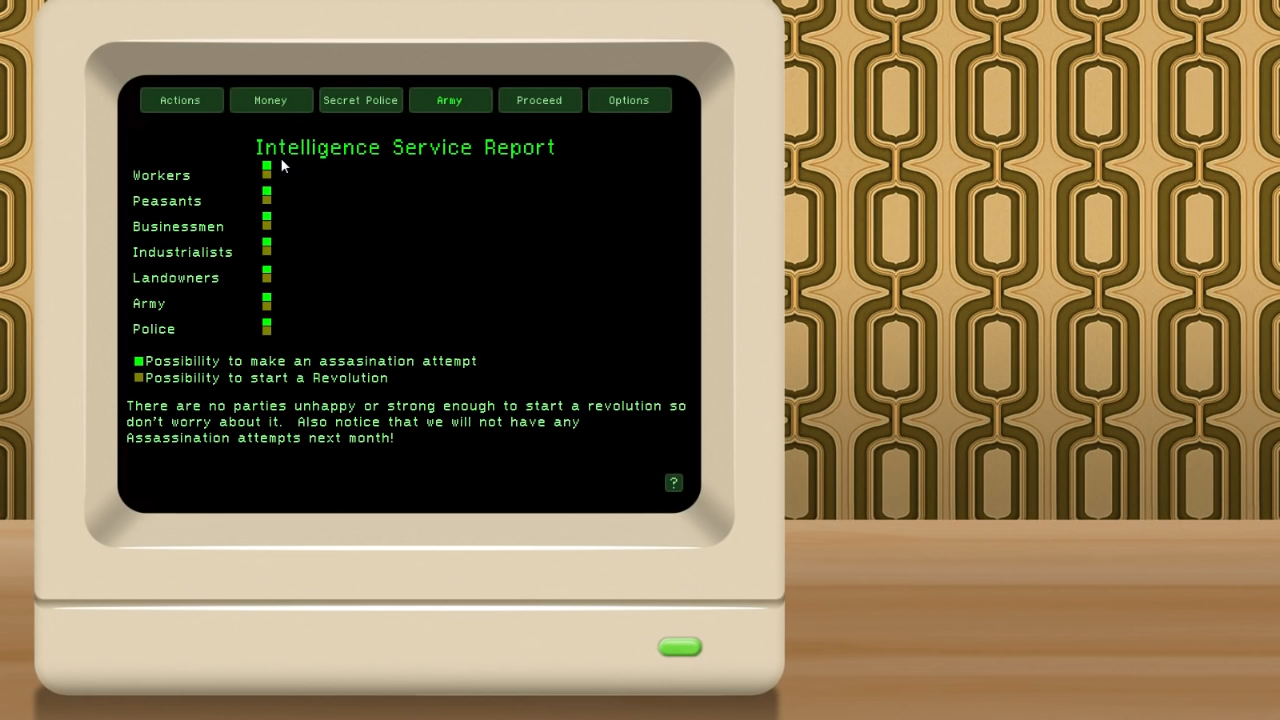 Actions Money Secret Police Army Proceed Options
Intelligence Service Report
Workers
Peasants
Businessmen
Industrialists
Landowners
Army
Police
Possibility to make an assasination attempt
Possibility to start a Revolution
There are no parties unhappy or strong enough to start a revolution so
don't worry about it. Also notice that we will not have any
Assassination attempts next month!
?